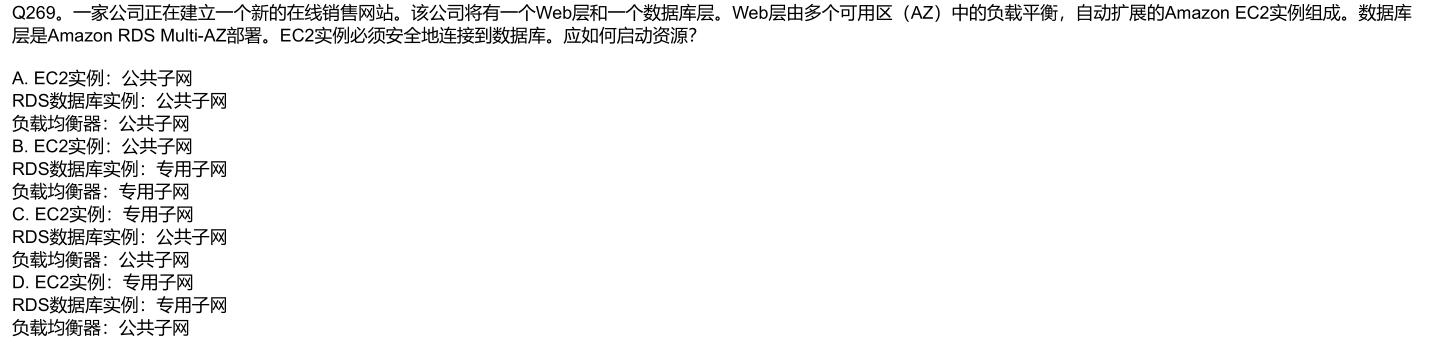 Q269。一家公司正在建立一个新的在线销售网站。该公司将有一个Web层和一个数据库层。Web层由多个可用区（AZ）中的负载平衡，自动扩展的Amazon EC2实例组成。数据库
层是Amazon RDS Multi-AZ部署。EC2实例必须安全地连接到数据库。应如何启动资源？
A. EC2实例：公共子网
RDS数据库实例：公共子网
负载均衡器：公共子网
B. EC2实例：公共子网
RDS数据库实例：专用子网
负载均衡器：专用子网
C. EC2实例：专用子网
RDS数据库实例：公共子网
负载均衡器：公共子网
D. EC2实例：专用子网
RDS数据库实例：专用子网
负载均衡器：公共子网